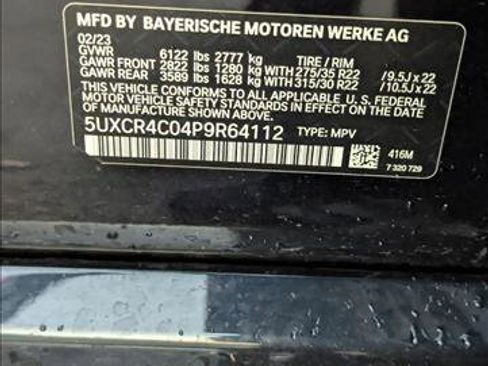 MFD BY BAYERISCHE MOTOREN WERKE AG
02/23
GVWR 6122 lbs 2777 kg TIRE / RIM
GAWR FRONT 2822 lbs 1280 kg WITH 275/35 R22 /9.5J x 22
GAWR REAR 3589 lbs 1628 kg WITH 315/30 R22 /10.5J x 22
THIS VEHICLE CONFORMS TO ALL APPLICABLE U. S. FEDERAL
MOTOR VEHICLE SAFETY STANDARDS IN EFFECT
ON THE DATE OF MANUFACTURE SHOWN ABOVE.
5UXCR4C04P9R64112 TYPE: MPV
416M
7 320 729